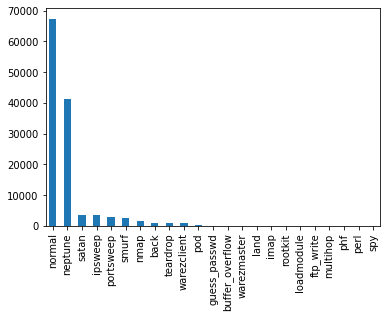 70000
60000
50000
40000
30000
20000
10000
0
normal
neptune
satan
ipsweep
portsweep
smurf
nmap
back
teardrop
warezclient
pod
guess_passwd
buffer_overflow
warezmaster
land
imap
rootkit
loadmodule
ftp_write
multihop
phf
perl
spy